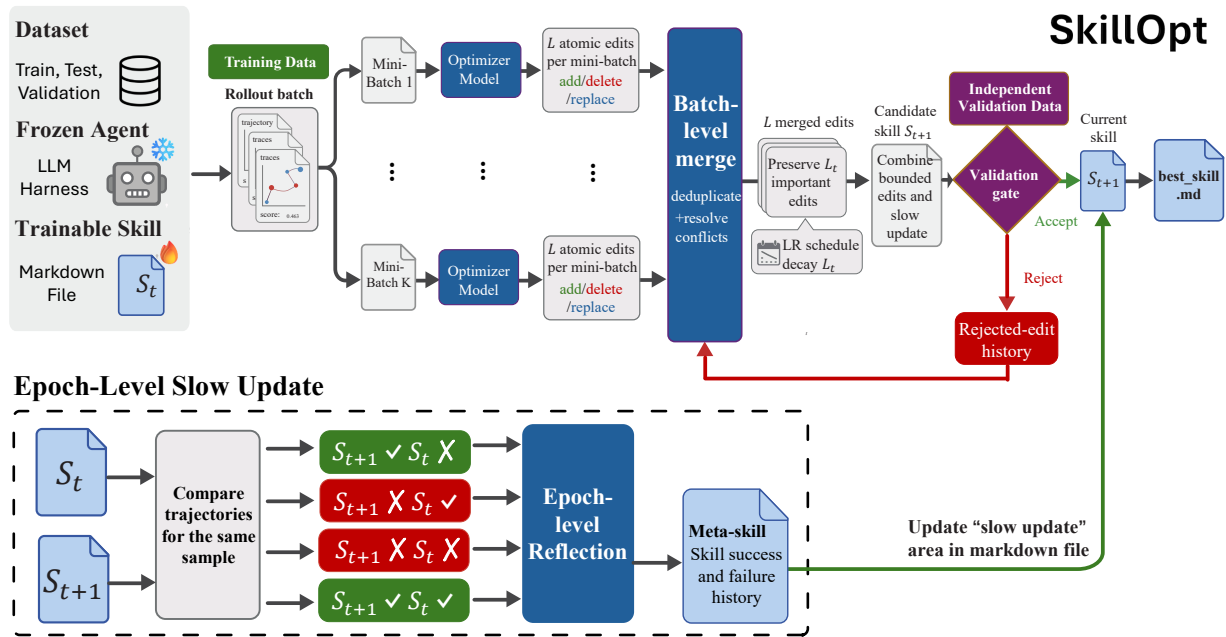 SkillOpt
Dataset
Train, Test,
Validation
Frozen Agent
LLM
Harness
Trainable Skill
Markdown
File
S_t
Training Data
Rollout batch
trajectory
traces
traces
s
s
score: 0.463
Mini-
Batch 1
Optimizer
Model
L atomic edits
per mini-batch
add/delete
/replace
⋮
⋮
⋮
Mini-
Batch K
Optimizer
Model
L atomic edits
per mini-batch
add/delete
/replace
Batch-
level
merge
deduplicate
+resolve
conflicts
L merged edits
Preserve L_t
important
edits
LR schedule
decay L_t
Candidate
skill S_{t+1}
Combine
bounded
edits and
slow
update
Independent
Validation Data
Validation
gate
Accept
Reject
Rejected-edit
history
Current
skill
S_{t+1}
best_skill
.md
Epoch-Level Slow Update
S_t
S_{t+1}
Compare
trajectories
for the same
sample
S_{t+1} ✓ S_t ✗
S_{t+1} ✗ S_t ✓
S_{t+1} ✗ S_t ✗
S_{t+1} ✓ S_t ✓
Epoch-
level
Reflection
Meta-skill
Skill success
and failure
history
Update “slow update”
area in markdown file